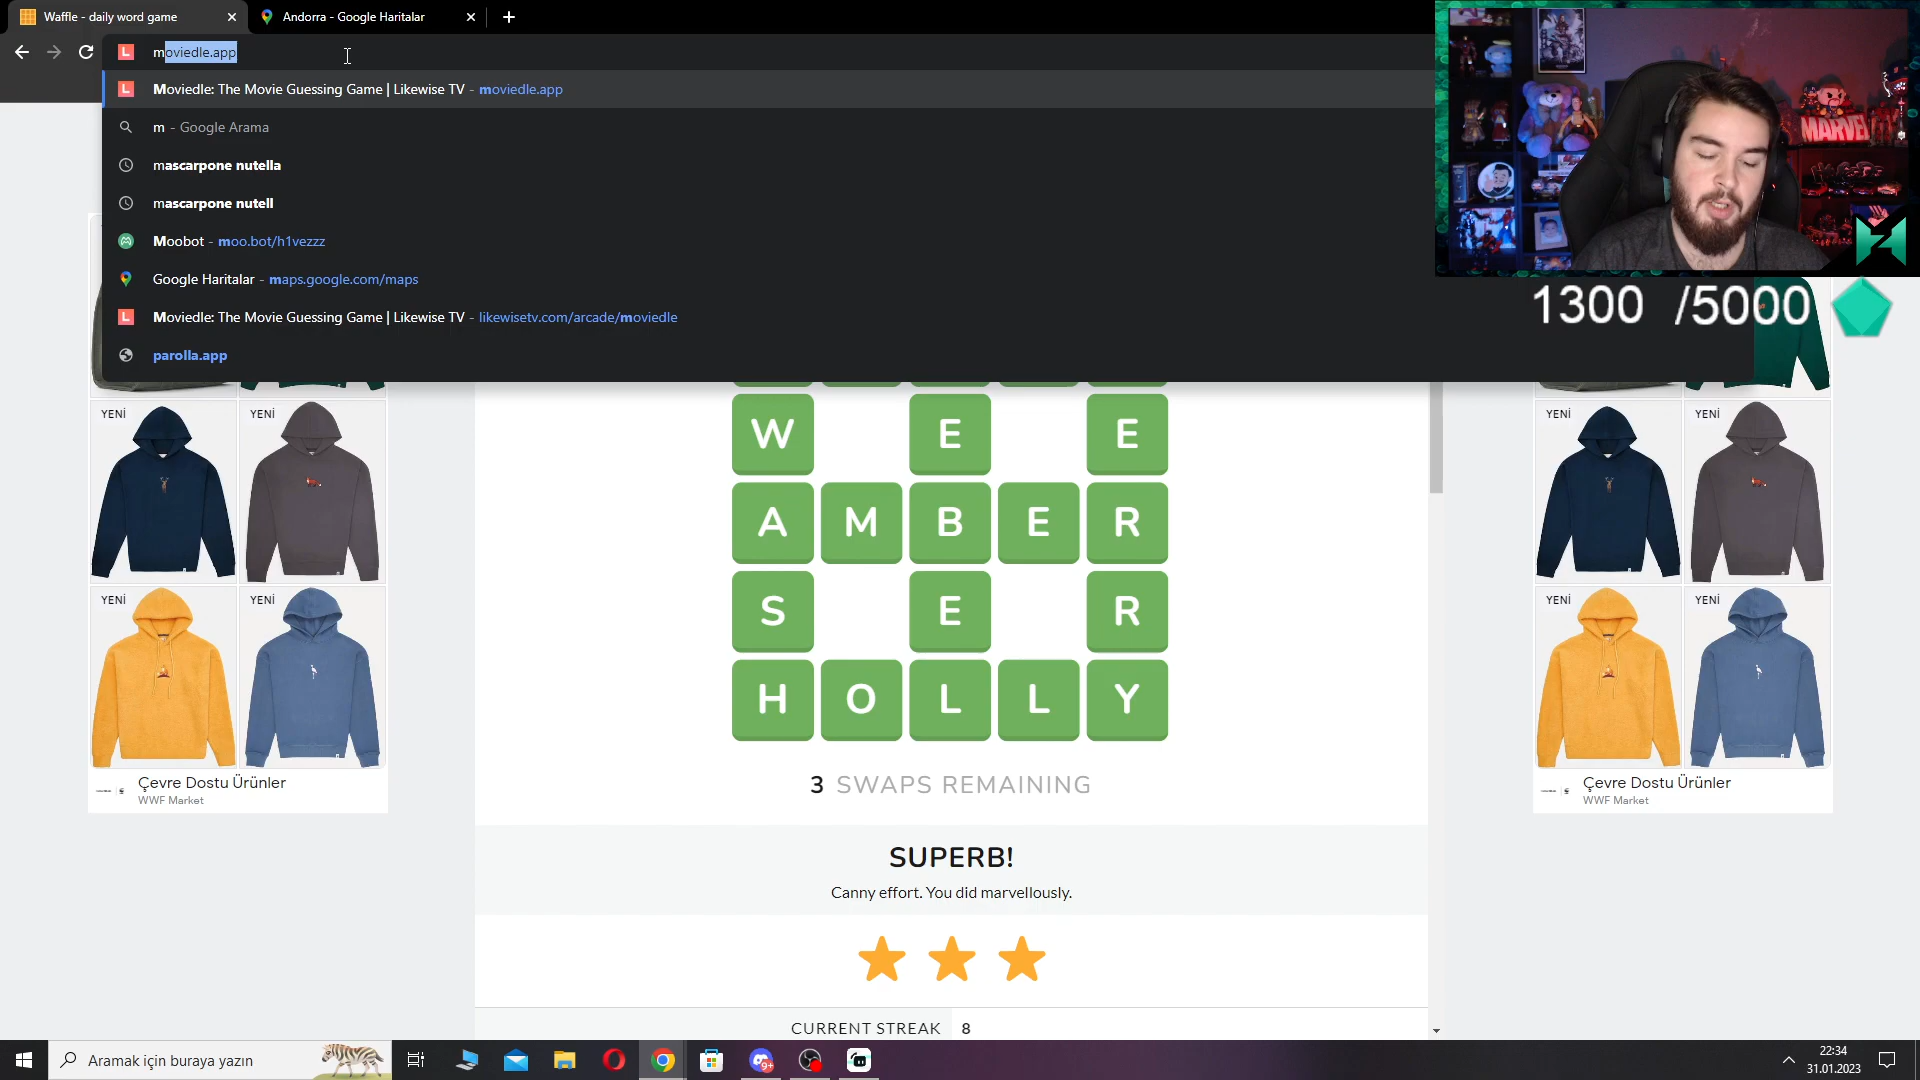 Waffle - daily word game
Andorra - Google Haritalar
moviedle.app
Moviedle: The Movie Guessing Game | Likewise TV - moviedle.app
m - Google Arama
mascarpone nutella
mascarpone nutell
Moobot - moo.bot/h1vezzz
Google Haritalar - maps.google.com/maps
Moviedle: The Movie Guessing Game | Likewise TV - likewisetv.com/arcade/moviedle
parolla.app
MARVEL
1300 /5000
YENİ YENİ
YENİ YENİ
YENİ YENİ
YENİ YENİ
W E E
A M B E R
S E R
H O L L Y
Çevre Dostu Ürünler
WWF Market
Çevre Dostu Ürünler
WWF Market
3 SWAPS REMAINING
SUPERB!
Canny effort. You did marvellously.
CURRENT STREAK 8
Aramak için buraya yazın
9+
22:34
31.01.2023